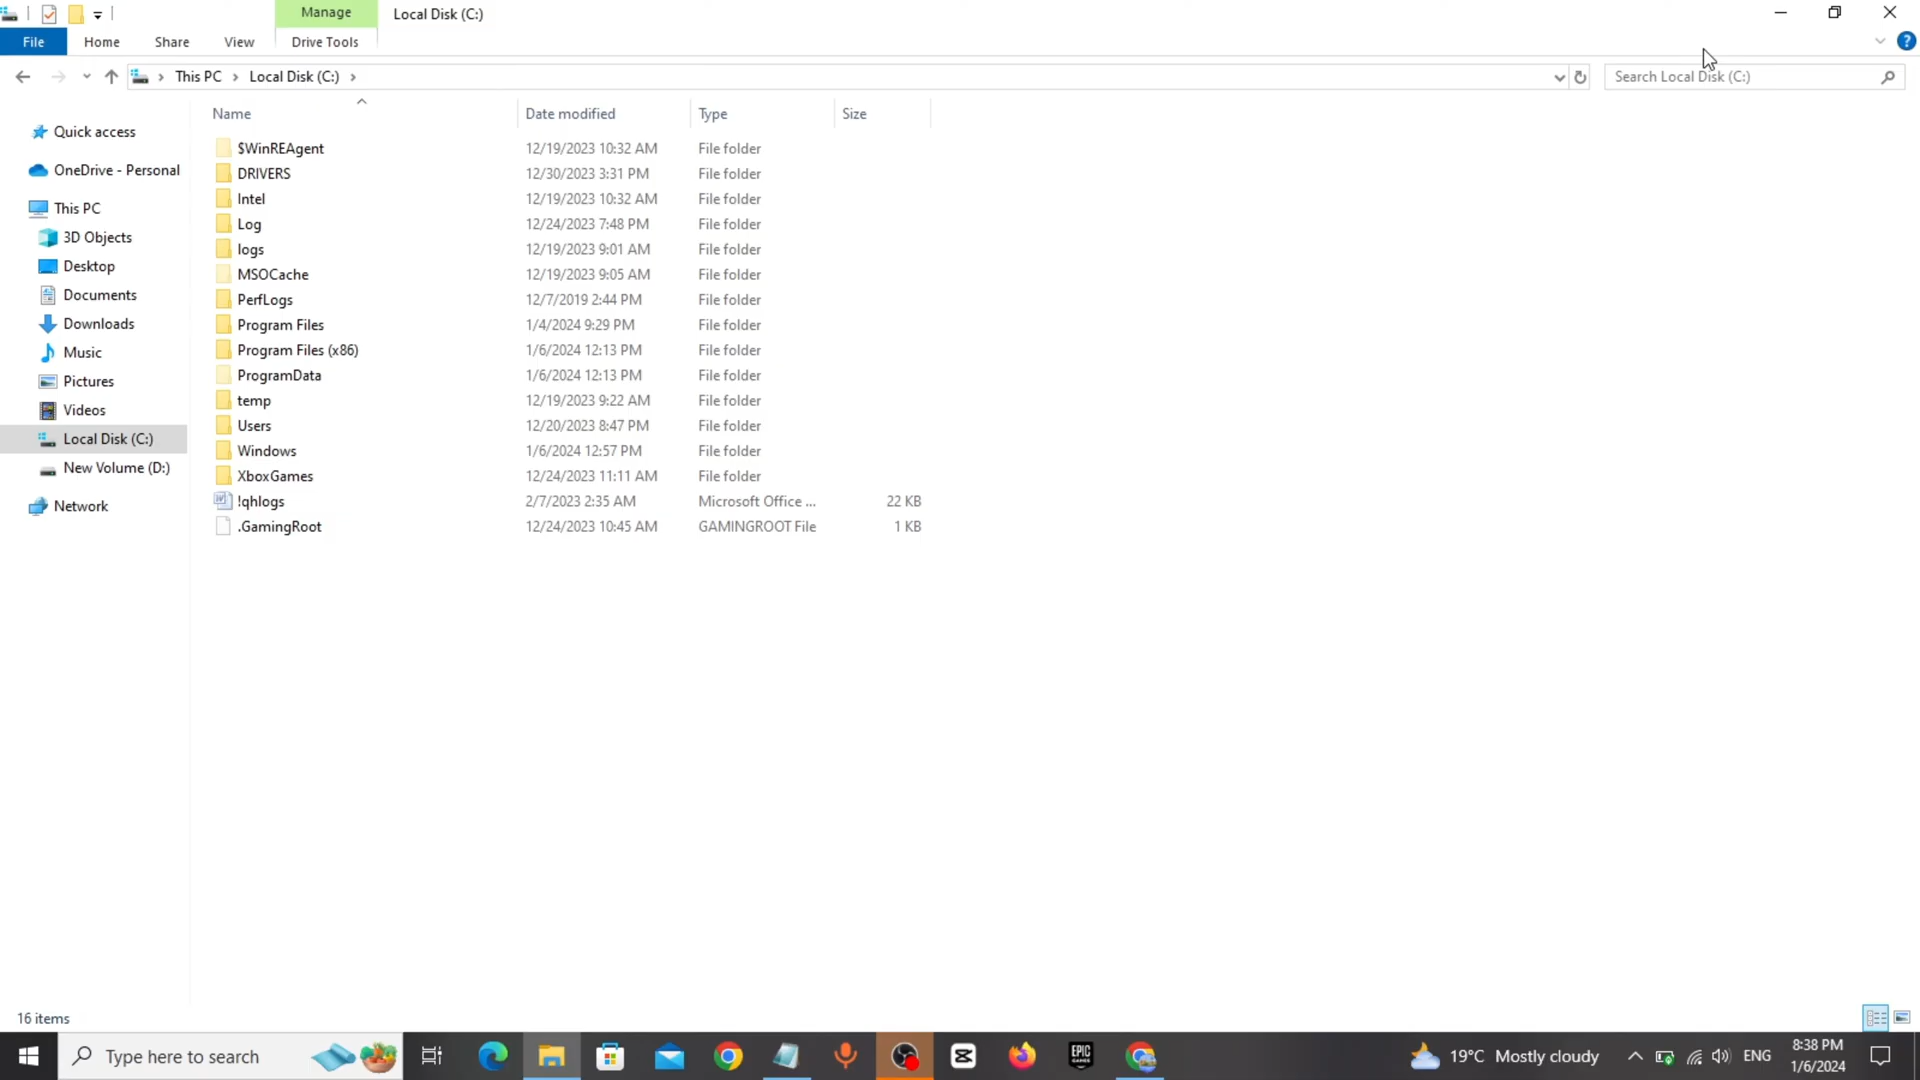 Manage
Local Disk (C:)
File
Home
Share
View
Drive Tools
?
This PC
Local Disk (C:)
Search Local Disk (C:)
Name
Date modified
Type
Size
Quick access
OneDrive - Personal
This PC
3D Objects
Desktop
Documents
Downloads
Music
Pictures
Videos
Local Disk (C:)
New Volume (D:)
Network
$WinREAgent 12/19/2023 10:32 AM File folder
DRIVERS 12/30/2023 3:31 PM File folder
Intel 12/19/2023 10:32 AM File folder
Log 12/24/2023 7:48 PM File folder
logs 12/19/2023 9:01 AM File folder
MSOCache 12/19/2023 9:05 AM File folder
PerfLogs 12/7/2019 2:44 PM File folder
Program Files 1/4/2024 9:29 PM File folder
Program Files (x86) 1/6/2024 12:13 PM File folder
ProgramData 1/6/2024 12:13 PM File folder
temp 12/19/2023 9:22 AM File folder
Users 12/20/2023 8:47 PM File folder
Windows 1/6/2024 12:57 PM File folder
XboxGames 12/24/2023 11:11 AM File folder
!qhlogs 2/7/2023 2:35 AM Microsoft Office ... 22 KB
.GamingRoot 12/24/2023 10:45 AM GAMINGROOT File 1 KB
16 items
Type here to search
EPIC
GAMES
19°C Mostly cloudy
ENG
8:38 PM
1/6/2024